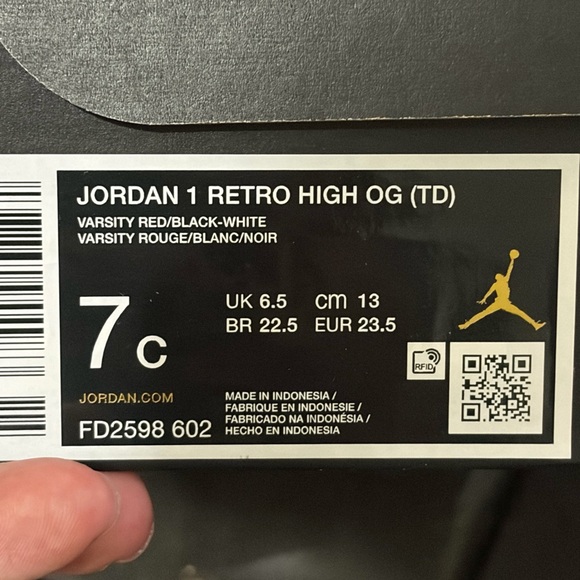 JORDAN 1 RETRO HIGH OG (TD)
VARSITY RED/BLACK-WHITE
VARSITY ROUGE/BLANC/NOIR
7c
UK 6.5 cm 13
BR 22.5 EUR 23.5
RFID
JORDAN.COM
FD2598 602
MADE IN INDONESIA /
FABRIQUE EN INDONESIE /
FABRICADO NA INDONÉSIA /
HECHO EN INDONESIA